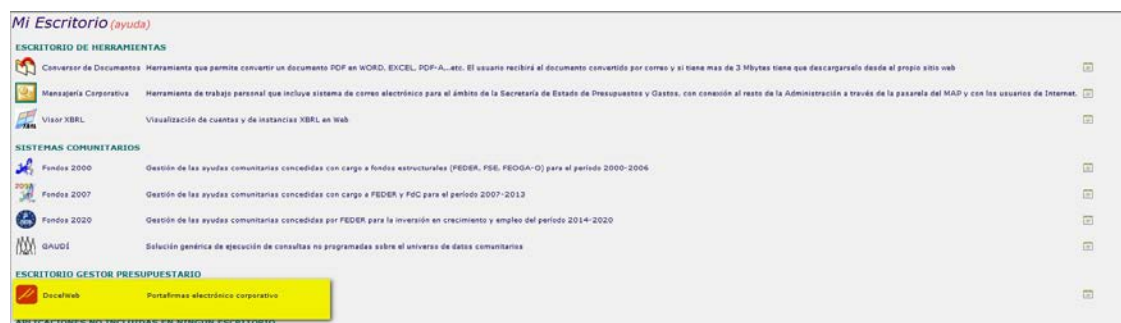 Mi Escritorio (ayuda)
ESCRITORIO DE HERRAMIENTAS
Conversor de Documentos Herramienta que permite convertir un documento PDF en WORD, EXCEL, PDF-A,..etc. El usuario recibirá el documento convertido por correo y si tiene mas de 3 Mbytes tiene que descargarselo desde el propio sitio web
Mensajería Corporativa Herramienta de trabajo personal que incluye sistema de correo electrónico para el ámbito de la Secretaría de Estado de Presupuestos y Gastos, con conexión al resto de la Administración a través de la pasarela del MAP y con los usuarios de Internet.
Visor XBRL Visualización de cuentas y de instancias XBRL en Web
SISTEMAS COMUNITARIOS
Fondos 2000 Gestión de las ayudas comunitarias concedidas con cargo a fondos estructurales (FEDER, FSE, FEOGA-O) para el período 2000-2006
Fondos 2007 Gestión de las ayudas comunitarias concedidas con cargo a FEDER y FdC para el período 2007-2013
Fondos 2020 Gestión de las ayudas comunitarias concedidas por FEDER para la inversión en crecimiento y empleo del período 2014-2020
GAUDÍ Solución genérica de ejecución de consultas no programadas sobre el universo de datos comunitarios
ESCRITORIO GESTOR PRESUPUESTARIO
DocelWeb Portafirmas electrónico corporativo
APLICACIONES NO INCLUIDAS EN NINGUN ESCRITORIO